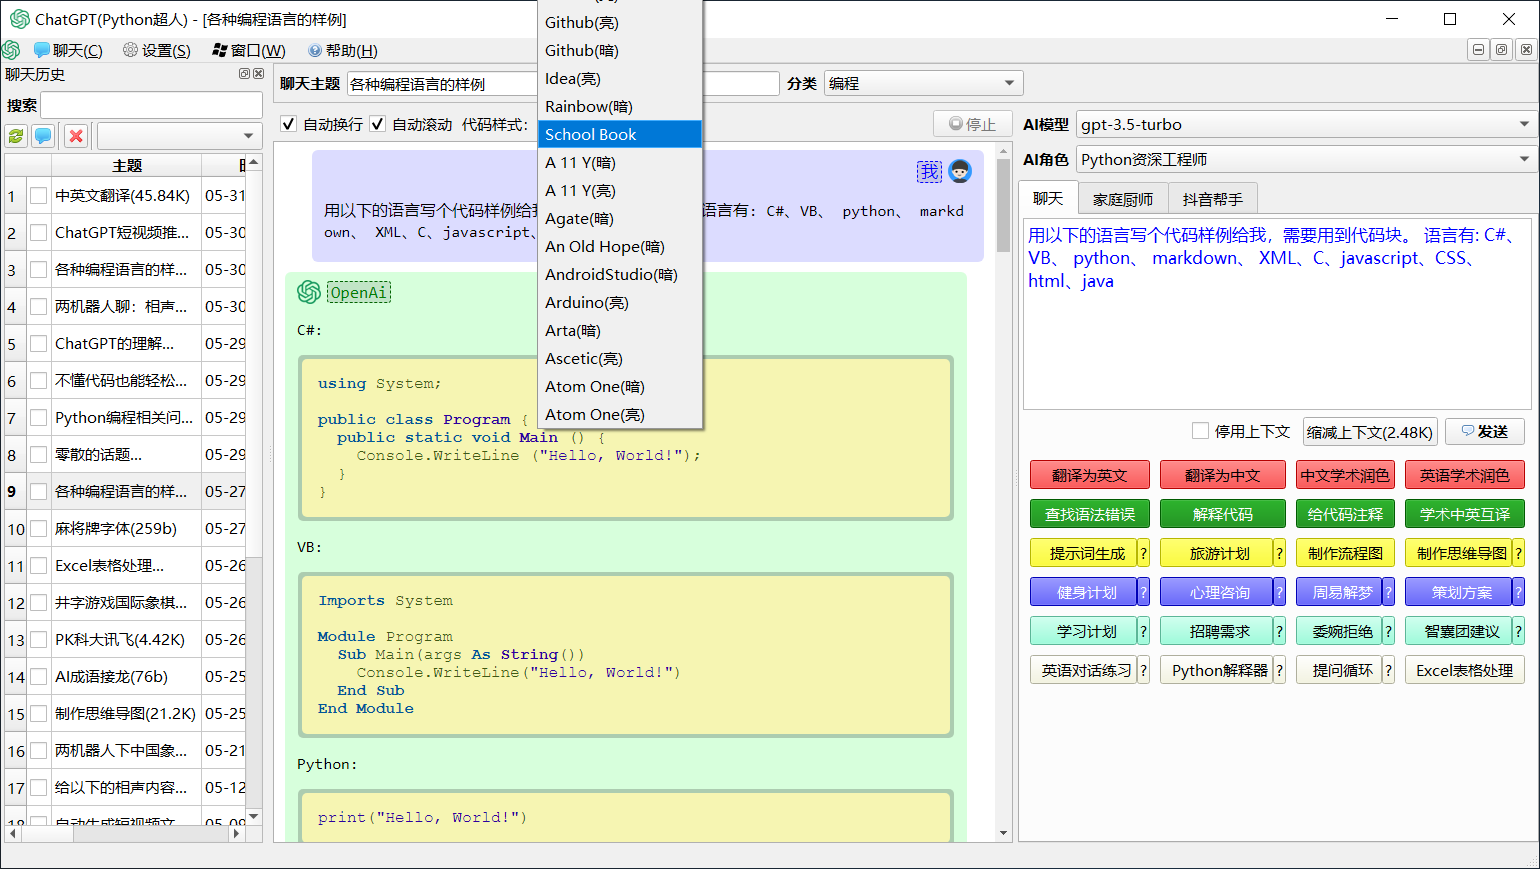 ChatGPT(Python超人) - [各种编程语言的样例]
聊天(C) 设置(S) 窗口(W) 帮助(H)
聊天历史
搜索
主题
1 中英文翻译(45.84K) 05-31
2 ChatGPT短视频推... 05-30
3 各种编程语言的样... 05-30
4 两机器人聊：相声... 05-30
5 ChatGPT的理解... 05-29
6 不懂代码也能轻松... 05-29
7 Python编程相关问... 05-29
8 零散的话题... 05-29
9 各种编程语言的样... 05-27
10 麻将牌字体(259b) 05-27
11 Excel表格处理... 05-26
12 井字游戏国际象棋... 05-26
13 PK科大讯飞(4.42K) 05-26
14 AI成语接龙(76b) 05-25
15 制作思维导图(21.2K) 05-25
16 两机器人下中国象... 05-21
17 给以下的相声内容... 05-12
18 自动生成短视频文 05-09
聊天主题 各种编程语言的样例 分类 编程
自动换行 自动滚动 代码样式: 停止
Github(亮)
Github(暗)
Idea(亮)
Rainbow(暗)
School Book
A 11 Y(暗)
A 11 Y(亮)
Agate(暗)
An Old Hope(暗)
AndroidStudio(暗)
Arduino(亮)
Arta(暗)
Ascetic(亮)
Atom One(暗)
Atom One(亮)
我
用以下的语言写个代码样例给我 语言有: C#、VB、 python、 markd
own、 XML、C、javascript、
OpenAi
C#:
using System;
public class Program {
public static void Main () {
Console.WriteLine ("Hello, World!");
}
}
VB:
Imports System
Module Program
Sub Main(args As String())
Console.WriteLine("Hello, World!")
End Sub
End Module
Python:
print("Hello, World!")
AI模型 gpt-3.5-turbo
AI角色 Python资深工程师
聊天 家庭厨师 抖音帮手
用以下的语言写个代码样例给我，需要用到代码块。 语言有: C#、
VB、 python、 markdown、 XML、C、javascript、CSS、
html、java
停用上下文 缩减上下文(2.48K) 发送
翻译为英文 翻译为中文 中文学术润色 英语学术润色
查找语法错误 解释代码 给代码注释 学术中英互译
提示词生成 ? 旅游计划 ? 制作流程图 制作思维导图 ?
健身计划 ? 心理咨询 ? 周易解梦 ? 策划方案 ?
学习计划 ? 招聘需求 ? 委婉拒绝 ? 智囊团建议 ?
英语对话练习 ? Python解释器 ? 提问循环 ? Excel表格处理